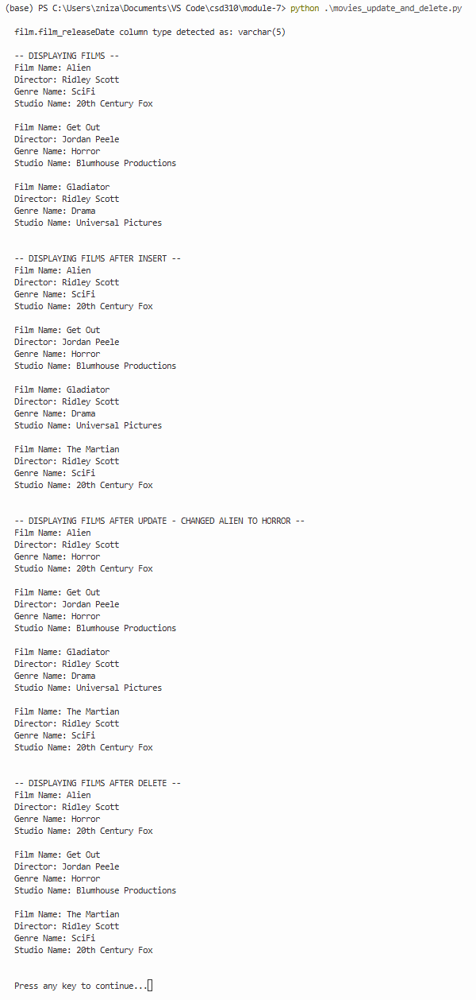 (base) PS C:\Users\zniza\Documents\VS Code\csd310\module-7> python .\movies_update_and_delete.py
film.film_releaseDate column type detected as: varchar(5)
-- DISPLAYING FILMS --
Film Name: Alien
Director: Ridley Scott
Genre Name: SciFi
Studio Name: 20th Century Fox
Film Name: Get Out
Director: Jordan Peele
Genre Name: Horror
Studio Name: Blumhouse Productions
Film Name: Gladiator
Director: Ridley Scott
Genre Name: Drama
Studio Name: Universal Pictures
-- DISPLAYING FILMS AFTER INSERT --
Film Name: Alien
Director: Ridley Scott
Genre Name: SciFi
Studio Name: 20th Century Fox
Film Name: Get Out
Director: Jordan Peele
Genre Name: Horror
Studio Name: Blumhouse Productions
Film Name: Gladiator
Director: Ridley Scott
Genre Name: Drama
Studio Name: Universal Pictures
Film Name: The Martian
Director: Ridley Scott
Genre Name: SciFi
Studio Name: 20th Century Fox
-- DISPLAYING FILMS AFTER UPDATE - CHANGED ALIEN TO HORROR --
Film Name: Alien
Director: Ridley Scott
Genre Name: Horror
Studio Name: 20th Century Fox
Film Name: Get Out
Director: Jordan Peele
Genre Name: Horror
Studio Name: Blumhouse Productions
Film Name: Gladiator
Director: Ridley Scott
Genre Name: Drama
Studio Name: Universal Pictures
Film Name: The Martian
Director: Ridley Scott
Genre Name: SciFi
Studio Name: 20th Century Fox
-- DISPLAYING FILMS AFTER DELETE --
Film Name: Alien
Director: Ridley Scott
Genre Name: Horror
Studio Name: 20th Century Fox
Film Name: Get Out
Director: Jordan Peele
Genre Name: Horror
Studio Name: Blumhouse Productions
Film Name: The Martian
Director: Ridley Scott
Genre Name: SciFi
Studio Name: 20th Century Fox
Press any key to continue...